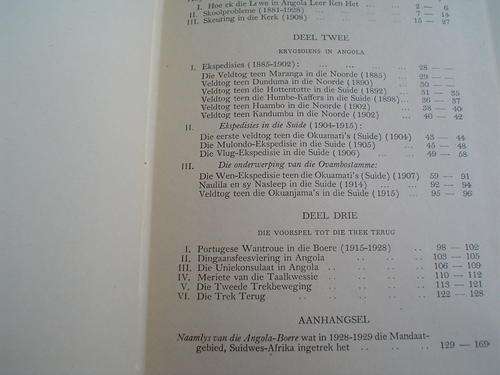 I. Hoe ek die Lewe in Angola Leer Ken Het .. .. 2 — 6
II. Skoolprobleme (1881-1928) .. .. 7 — 15
III. Skeuring in die Kerk (1908) .. .. 15 — 27
DEEL TWEE
KRYGSDIENS IN ANGOLA
I. Ekspedisies (1885-1902): .. .. .. 28 — —
Die Veldtog teen Maranga in die Noorde (1885) 29 — —
Veldtog teen Dunduma in die Noorde (1890) 30 — —
Veldtog teen die Hottentotte in die Suide (1892) 31 — 35
Veldtog teen die Humbe-Kaffers in die Suide (1898)... 36 — 37
Veldtog teen Huambo in die Noorde (1902) 38 — 40
Veldtog teen Kandumbu in die Noorde (1902) 40 — 42
II. Ekspedisies in die Suide (1904-1915):
Die eerste veldtog teen die Okuamati's (Suide) (1904) 43 — 44
Die Mulondo-Ekspedisie in die Suide (1905) 45 — 48
Die Vlug-Ekspedisie in die Suide (1906) 49 — 58
III. Die onderwerping van die Ovambostamme:
Die Wen-Ekspedisie teen die Okuamati's (Suide) (1907) 59 — 91
Naulila en sy Nasleep in die Suide (1914) .. .. 92 — 94
Veldtog teen die Okuanjama's in die Suide (1915) .. 95 — 96
DEEL DRIE
DIE VOORSPEL TOT DIE TREK TERUG
I. Portugese Wantroue in die Boere (1915-1928) .. 98 — 102
II. Dingaansfeesviering in Angola .. .. .. 103 — 105
III. Die Uniekonsulaat in Angola .. .. .. .. 106 — 109
IV. Meriete van die Taalkwessie .. .. .. .. 110 — 112
V. Die Tweede Trekbeweging .. .. .. .. 113 — 121
VI. Die Trek Terug .. .. .. .. .. 122 — 128
AANHANGSEL
Naamlys van die Angola-Boere wat in 1928-1929 die Mandaat-
gebied, Suidwes-Afrika ingetrek het .. .. .. .. 129 — 169